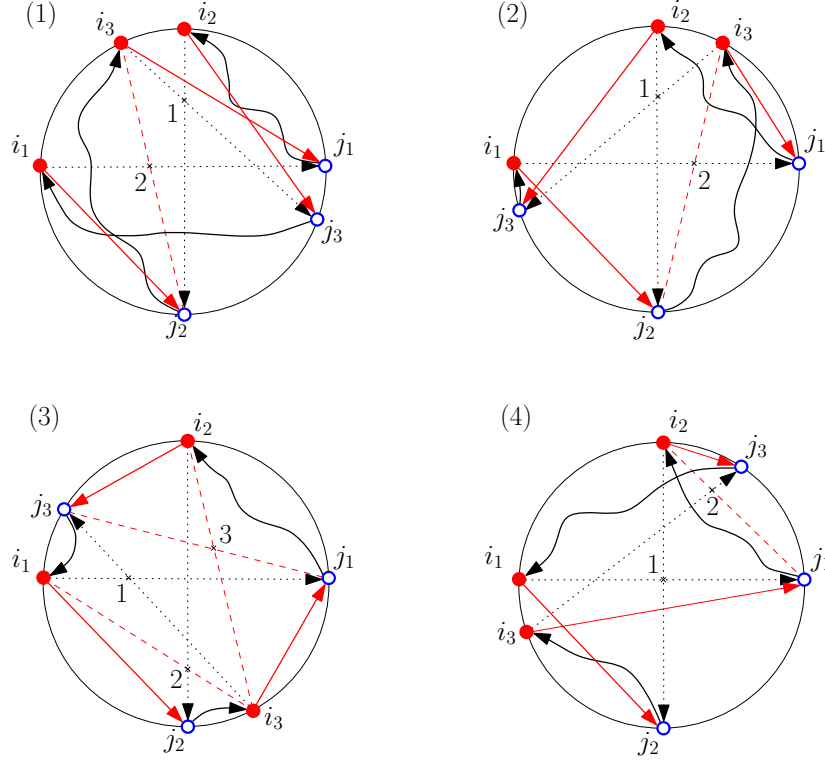 (1)
i₂
i₃
1
i₁
j₁
2
j₃
j₂
(2)
i₂
i₃
1
i₁
j₁
2
j₃
j₂
(3)
i₂
j₃
3
i₁
j₁
1
2
i₃
j₂
(4)
i₂
j₃
2
i₁
1
j₁
i₃
j₂